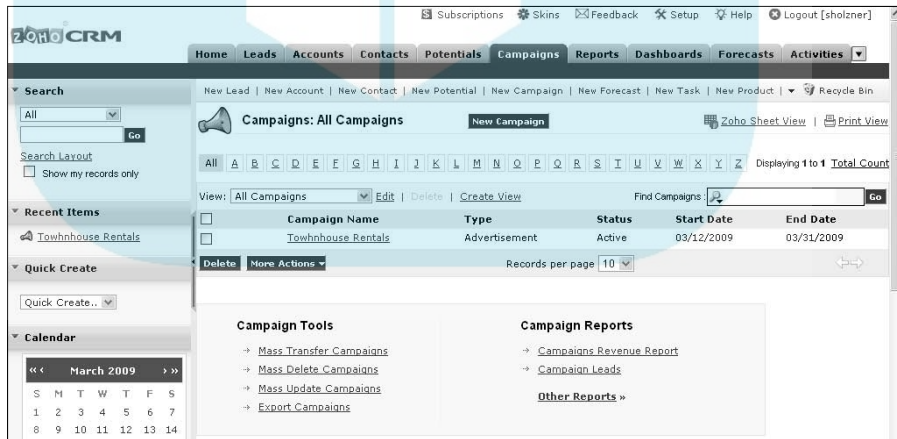 Subscriptions Skins Feedback Setup Help Logout [sholzner]
ZOHO CRM
Home Leads Accounts Contacts Potentials Campaigns Reports Dashboards Forecasts Activities
Search
All
Go
Search Layout
Show my records only
Recent Items
Towhnhouse Rentals
Quick Create
Quick Create..
Calendar
«‹ March 2009 ›»
S M T W T F S
1 2 3 4 5 6 7
8 9 10 11 12 13 14
New Lead | New Account | New Contact | New Potential | New Campaign | New Forecast | New Task | New Product | Recycle Bin
Campaigns: All Campaigns New Campaign Zoho Sheet View | Print View
All A B C D E F G H I J K L M N O P Q R S T U V W X Y Z Displaying 1 to 1 Total Count
View: All Campaigns Edit | Delete | Create View Find Campaigns : Go
Campaign Name Type Status Start Date End Date
Towhnhouse Rentals Advertisement Active 03/12/2009 03/31/2009
Delete More Actions Records per page 10
Campaign Tools
Mass Transfer Campaigns
Mass Delete Campaigns
Mass Update Campaigns
Export Campaigns
Campaign Reports
Campaigns Revenue Report
Campaign Leads
Other Reports »